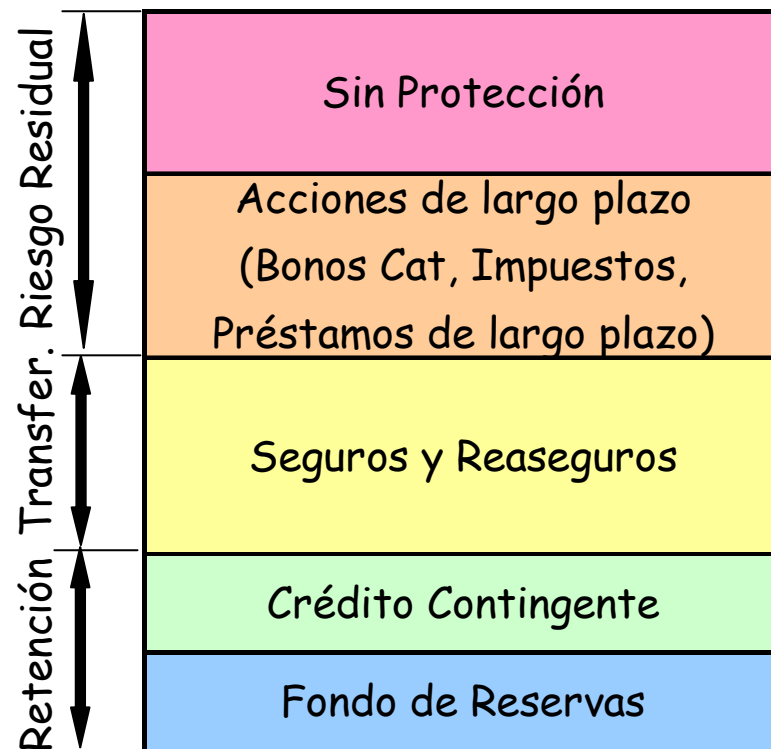 Riesgo Residual
Sin Protección
Acciones de largo plazo
(Bonos Cat, Impuestos,
Préstamos de largo plazo)
Transfer.
Seguros y Reaseguros
Retención
Crédito Contingente
Fondo de Reservas